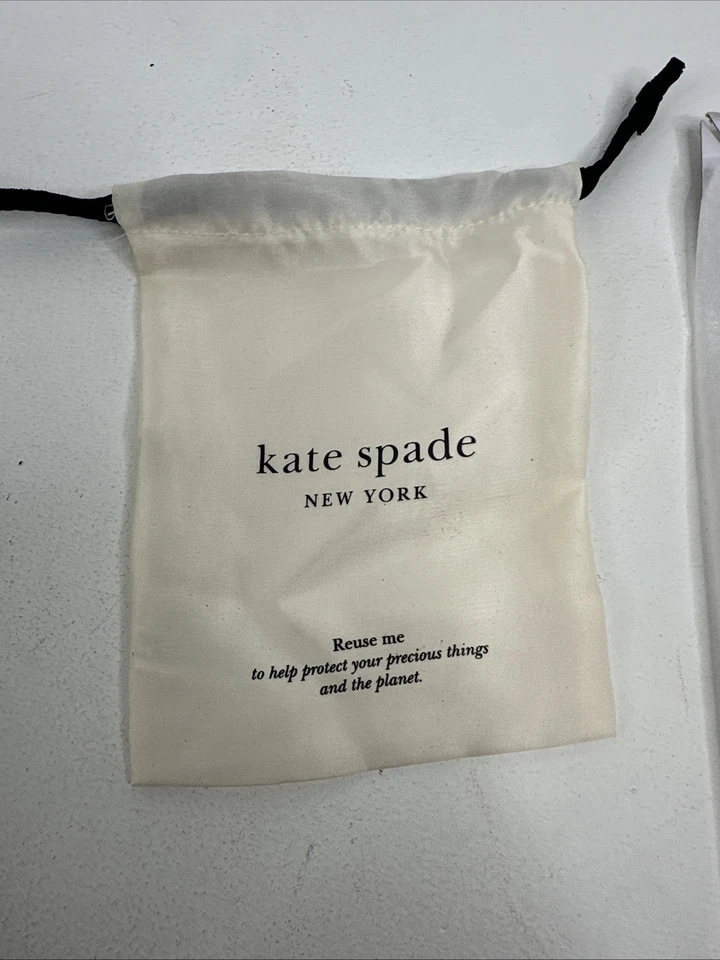 kate spade
NEW YORK
Reuse me
to help protect your precious things
and the planet.